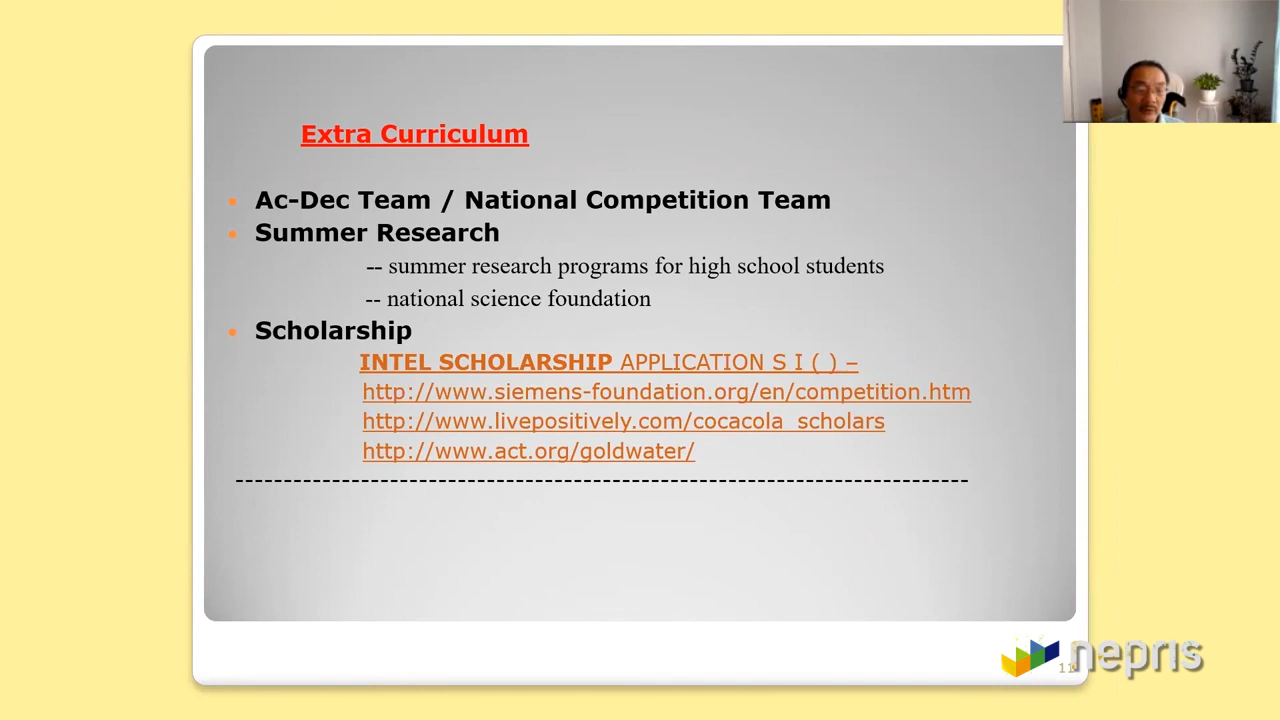 Extra Curriculum
Ac-Dec Team / National Competition Team
Summer Research
-- summer research programs for high school students
-- national science foundation
Scholarship
INTEL SCHOLARSHIP APPLICATION S I ( ) –
http://www.siemens-foundation.org/en/competition.htm
http://www.livepositively.com/cocacola_scholars
http://www.act.org/goldwater/
--------------------------------------------------------------------------
11
nepris